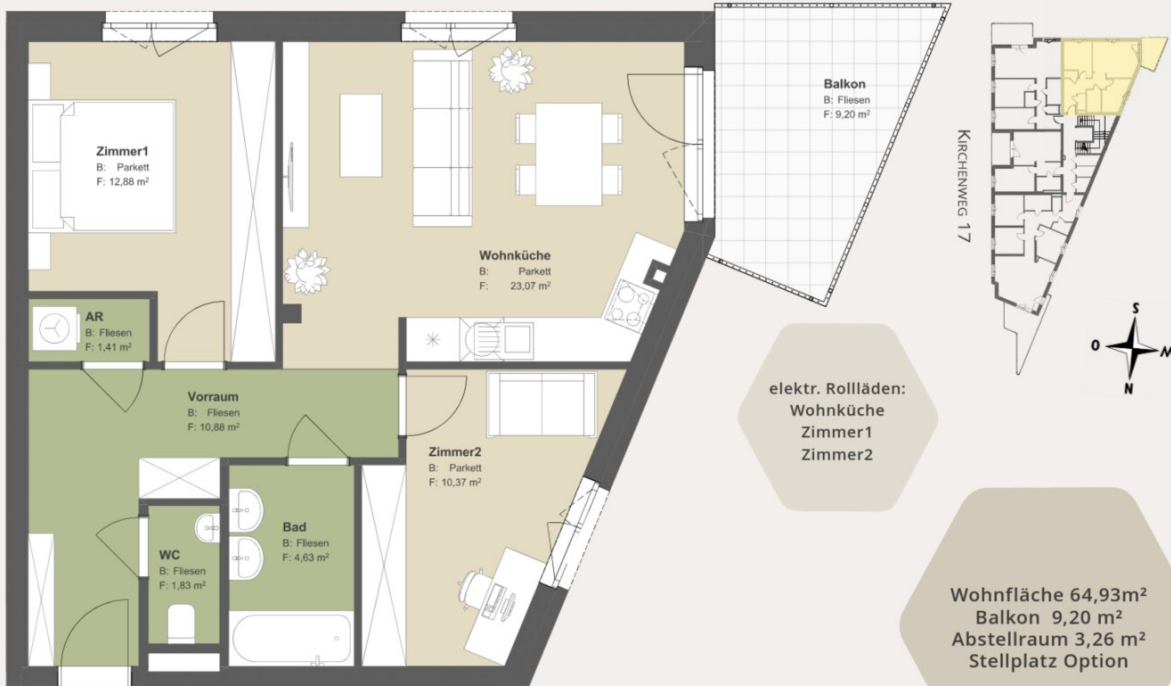 Zimmer1
B: Parkett
F: 12,88 m²
Wohnküche
B: Parkett
F: 23,07 m²
Balkon
B: Fliesen
F: 9,20 m²
AR
B: Fliesen
F: 1,41 m²
Vorraum
B: Fliesen
F: 10,88 m²
Zimmer2
B: Parkett
F: 10,37 m²
Bad
B: Fliesen
F: 4,63 m²
WC
B: Fliesen
F: 1,83 m²
KIRCHENWEG 17
S
O
W
N
elektr. Rollläden:
Wohnküche
Zimmer1
Zimmer2
Wohnfläche 64,93m²
Balkon 9,20 m²
Abstellraum 3,26 m²
Stellplatz Option